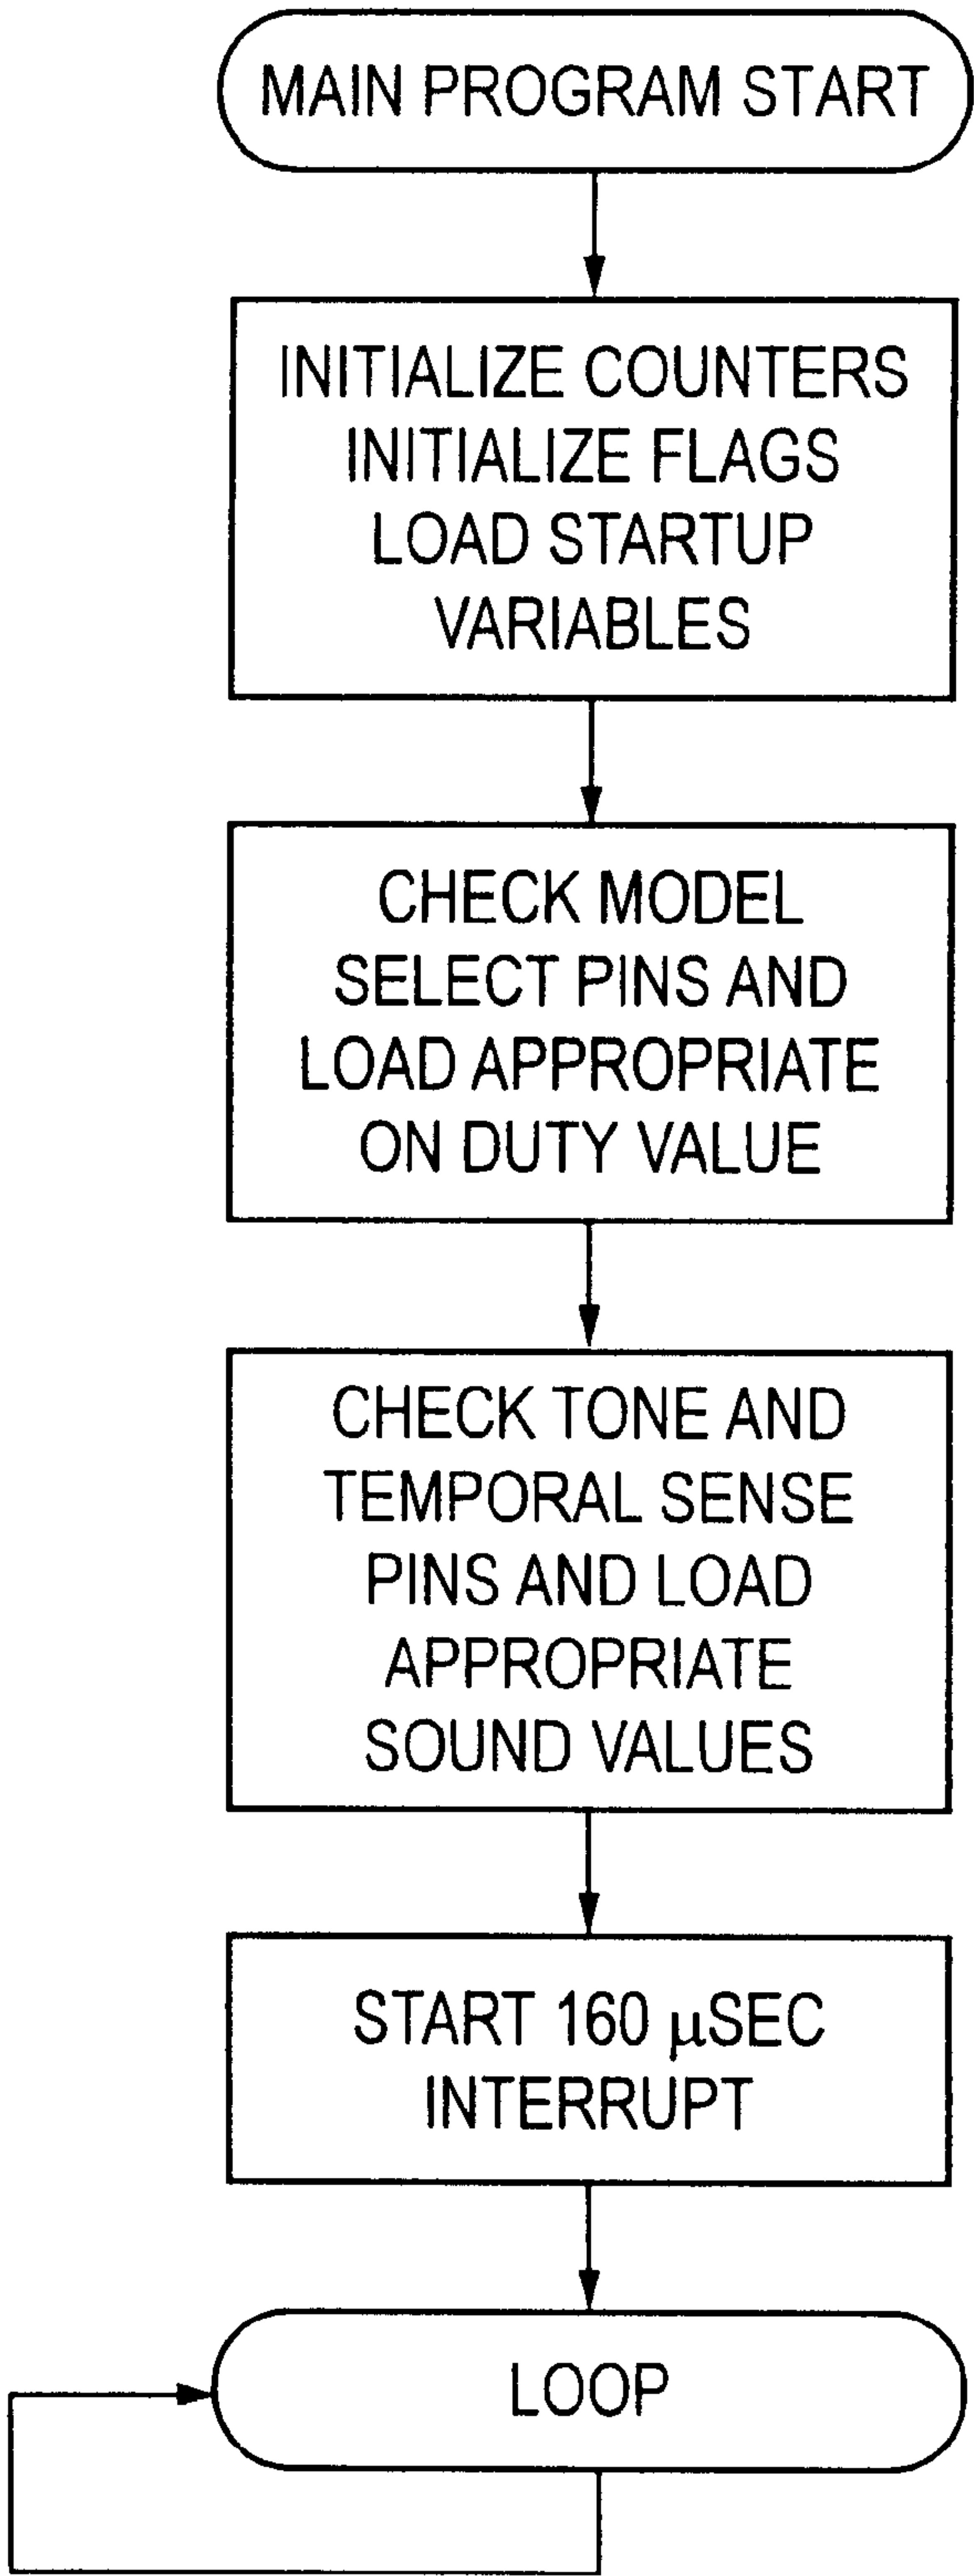 MAIN PROGRAM START
INITIALIZE COUNTERS
INITIALIZE FLAGS
LOAD STARTUP
VARIABLES
CHECK MODEL
SELECT PINS AND
LOAD APPROPRIATE
ON DUTY VALUE
CHECK TONE AND
TEMPORAL SENSE
PINS AND LOAD
APPROPRIATE
SOUND VALUES
START 160 μSEC
INTERRUPT
LOOP